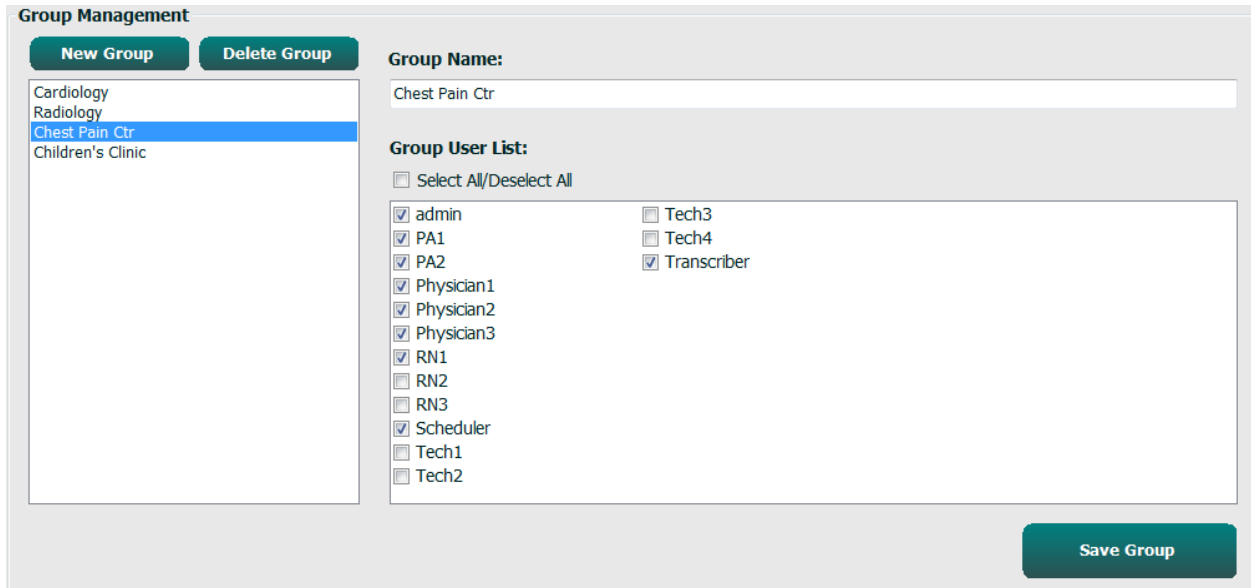 Group Management
New Group
Delete Group
Cardiology
Radiology
Chest Pain Ctr
Children's Clinic
Group Name:
Chest Pain Ctr
Group User List:
Select All/Deselect All
admin
PA1
PA2
Physician1
Physician2
Physician3
RN1
RN2
RN3
Scheduler
Tech1
Tech2
Tech3
Tech4
Transcriber
Save Group